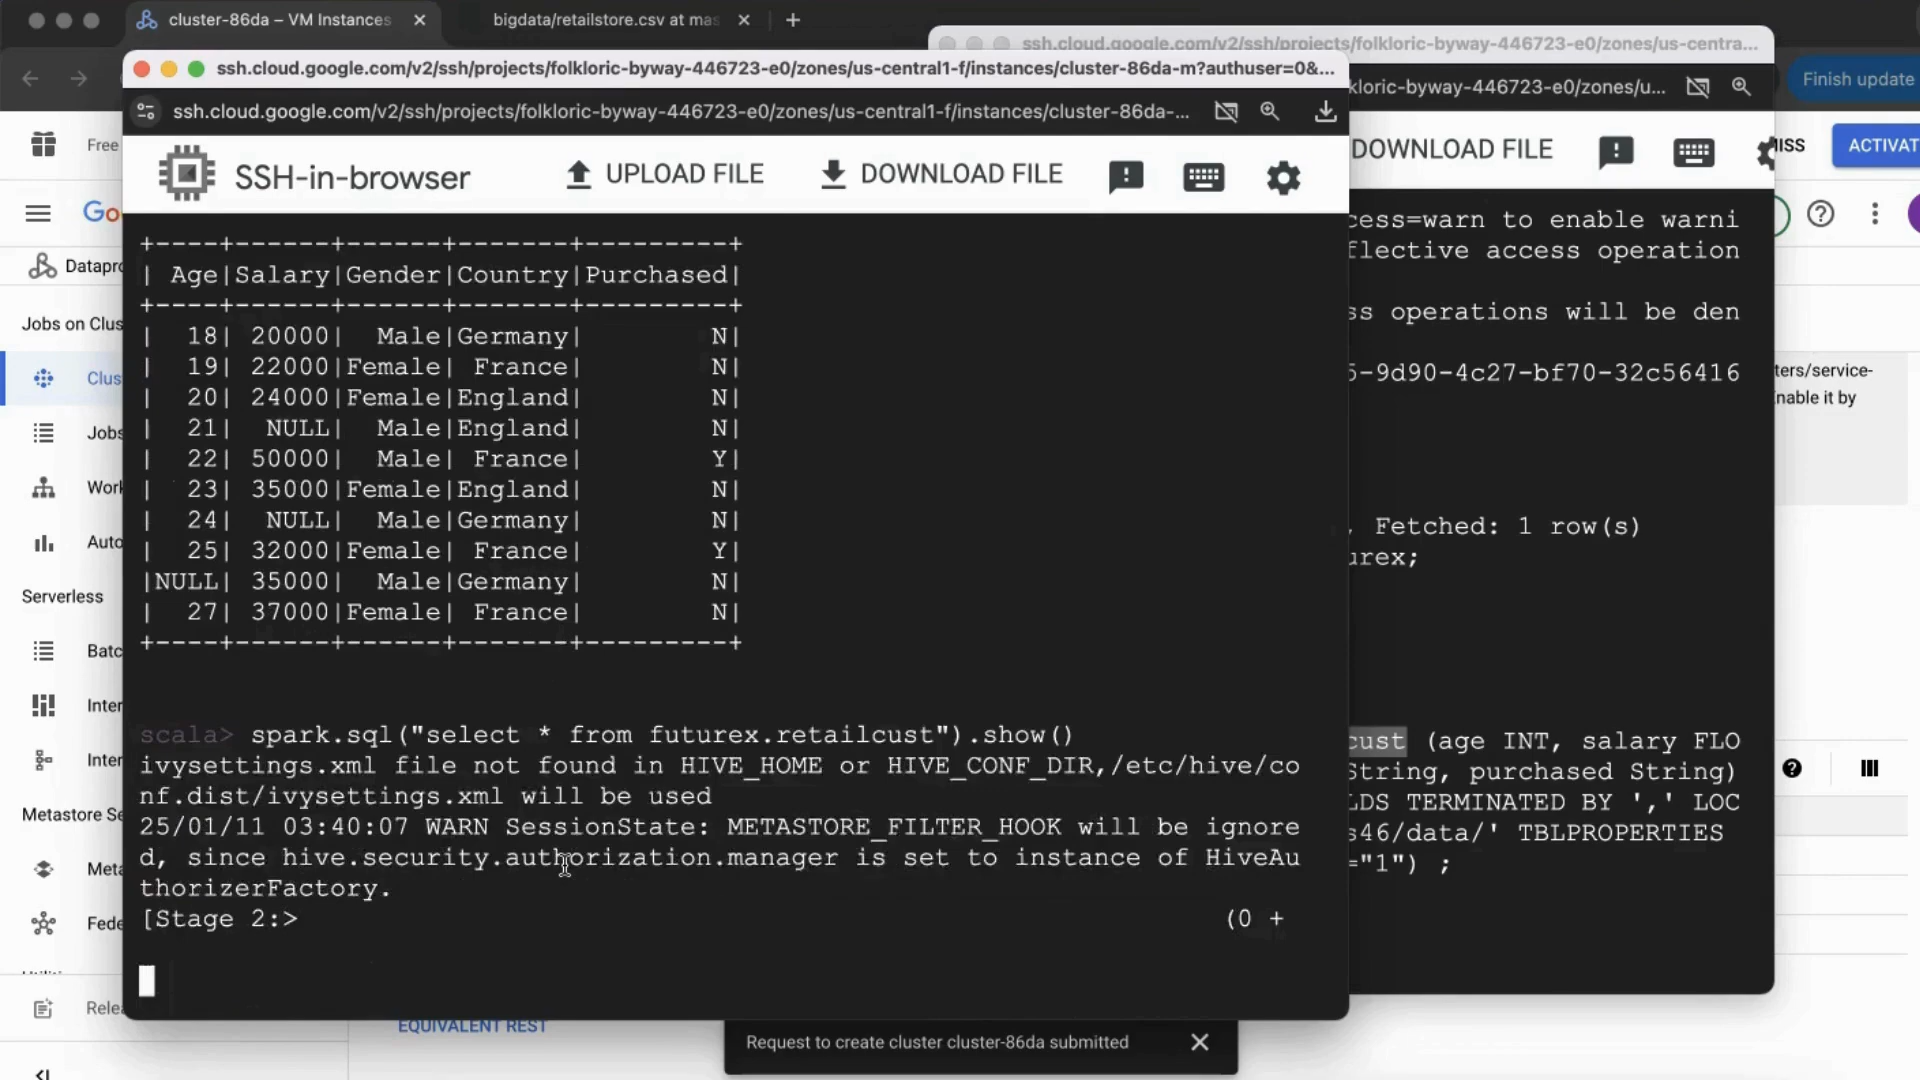 cluster-86da – VM Instances
bigdata/retailstore.csv at mas
ssh.cloud.google.com/v2/ssh/projects/folkloric-byway-446723-e0/zones/us-centra...
ssh.cloud.google.com/v2/ssh/projects/folkloric-byway-446723-e0/zones/us-central1-f/instances/cluster-86da-m?authuser=0&...
kloric-byway-446723-e0/zones/u...
Finish update
ssh.cloud.google.com/v2/ssh/projects/folkloric-byway-446723-e0/zones/us-central1-f/instances/cluster-86da-...
Free
SSH-in-browser
UPLOAD FILE
DOWNLOAD FILE
DOWNLOAD FILE
MISS
ACTIVAT
Go
Datapro
Jobs on Clus
Clus
Jobs
Work
Auto
Serverless
Batc
Inter
Inter
Metastore Se
Meta
Fede
Relea
+----+------+------+-------+---------+
| Age|Salary|Gender|Country|Purchased|
+----+------+------+-------+---------+
|  18| 20000|  Male|Germany|        N|
|  19| 22000|Female| France|        N|
|  20| 24000|Female|England|        N|
|  21|  NULL|  Male|England|        N|
|  22| 50000|  Male| France|        Y|
|  23| 35000|Female|England|        N|
|  24|  NULL|  Male|Germany|        N|
|  25| 32000|Female| France|        Y|
|NULL| 35000|  Male|Germany|        N|
|  27| 37000|Female| France|        N|
+----+------+------+-------+---------+
scala> spark.sql("select * from futurex.retailcust").show()
ivysettings.xml file not found in HIVE_HOME or HIVE_CONF_DIR,/etc/hive/co
nf.dist/ivysettings.xml will be used
25/01/11 03:40:07 WARN SessionState: METASTORE_FILTER_HOOK will be ignore
d, since hive.security.authorization.manager is set to instance of HiveAu
thorizerFactory.
[Stage 2:> (0 +
cess=warn to enable warni
flective access operation
ss operations will be den
5-9d90-4c27-bf70-32c56416
, Fetched: 1 row(s)
urex;
cust (age INT, salary FLO
String, purchased String)
LDS TERMINATED BY ',' LOC
s46/data/' TBLPROPERTIES
="1") ;
ters/service-
nable it by
EQUIVALENT REST
Request to create cluster cluster-86da submitted